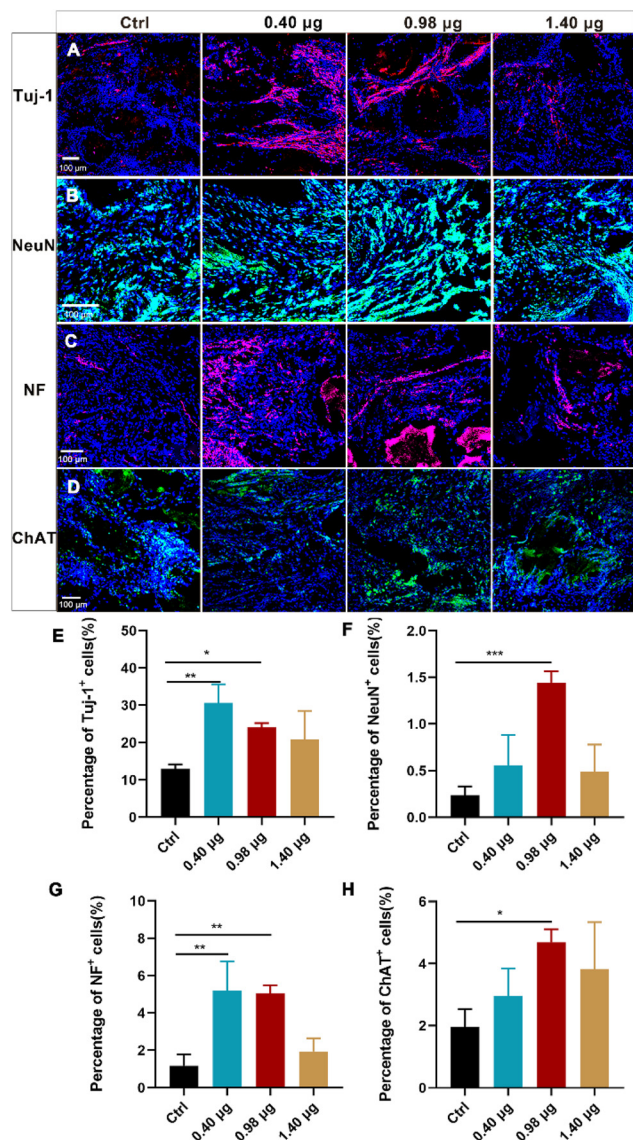 Ctrl 0.40 µg 0.98 µg 1.40 µg
A
Tuj-1
100 µm
B
NeuN
100 µm
C
NF
100 µm
D
ChAT
100 µm
E
Percentage of Tuj-1⁺ cells(%)
50
40
30
20
10
0
*
**
Ctrl
0.40 µg
0.98 µg
1.40 µg
F
Percentage of NeuN⁺ cells(%)
2.0
1.5
1.0
0.5
0.0
***
Ctrl
0.40 µg
0.98 µg
1.40 µg
G
Percentage of NF⁺ cells(%)
8
6
4
2
0
**
**
Ctrl
0.40 µg
0.98 µg
1.40 µg
H
Percentage of ChAT⁺ cells(%)
6
4
2
0
*
Ctrl
0.40 µg
0.98 µg
1.40 µg